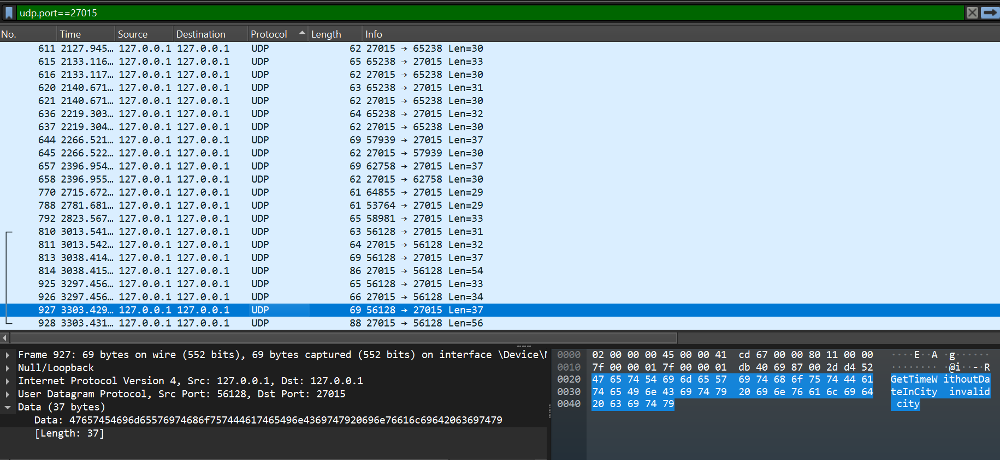 udp.port==27015
No. Time Source Destination Protocol Length Info
611 2127.945… 127.0.0.1 127.0.0.1 UDP 62 27015 → 65238 Len=30
615 2133.116… 127.0.0.1 127.0.0.1 UDP 65 65238 → 27015 Len=33
616 2133.117… 127.0.0.1 127.0.0.1 UDP 62 27015 → 65238 Len=30
620 2140.671… 127.0.0.1 127.0.0.1 UDP 63 65238 → 27015 Len=31
621 2140.671… 127.0.0.1 127.0.0.1 UDP 62 27015 → 65238 Len=30
636 2219.303… 127.0.0.1 127.0.0.1 UDP 64 65238 → 27015 Len=32
637 2219.304… 127.0.0.1 127.0.0.1 UDP 62 27015 → 65238 Len=30
644 2266.521… 127.0.0.1 127.0.0.1 UDP 69 57939 → 27015 Len=37
645 2266.522… 127.0.0.1 127.0.0.1 UDP 62 27015 → 57939 Len=30
657 2396.954… 127.0.0.1 127.0.0.1 UDP 69 62758 → 27015 Len=37
658 2396.955… 127.0.0.1 127.0.0.1 UDP 62 27015 → 62758 Len=30
770 2715.672… 127.0.0.1 127.0.0.1 UDP 61 64855 → 27015 Len=29
788 2781.681… 127.0.0.1 127.0.0.1 UDP 61 53764 → 27015 Len=29
792 2823.567… 127.0.0.1 127.0.0.1 UDP 65 58981 → 27015 Len=33
810 3013.541… 127.0.0.1 127.0.0.1 UDP 63 56128 → 27015 Len=31
811 3013.542… 127.0.0.1 127.0.0.1 UDP 64 27015 → 56128 Len=32
813 3038.414… 127.0.0.1 127.0.0.1 UDP 69 56128 → 27015 Len=37
814 3038.415… 127.0.0.1 127.0.0.1 UDP 86 27015 → 56128 Len=54
925 3297.456… 127.0.0.1 127.0.0.1 UDP 65 56128 → 27015 Len=33
926 3297.456… 127.0.0.1 127.0.0.1 UDP 66 27015 → 56128 Len=34
927 3303.429… 127.0.0.1 127.0.0.1 UDP 69 56128 → 27015 Len=37
928 3303.431… 127.0.0.1 127.0.0.1 UDP 88 27015 → 56128 Len=56
Frame 927: 69 bytes on wire (552 bits), 69 bytes captured (552 bits) on interface \Device\N
Null/Loopback
Internet Protocol Version 4, Src: 127.0.0.1, Dst: 127.0.0.1
User Datagram Protocol, Src Port: 56128, Dst Port: 27015
Data (37 bytes)
Data: 47657454696d65576974686f757444617465496e4369747920696e76616c69642063697479
[Length: 37]
0000 02 00 00 00 45 00 00 41 cd 67 00 00 80 11 00 00 ····E··A ·g······
0010 7f 00 00 01 7f 00 00 01 db 40 69 87 00 2d d4 52 ········ ·@i··-·R
0020 47 65 74 54 69 6d 65 57 69 74 68 6f 75 74 44 61 GetTimeW ithoutDa
0030 74 65 49 6e 43 69 74 79 20 69 6e 76 61 6c 69 64 teInCity invalid
0040 20 63 69 74 79 city